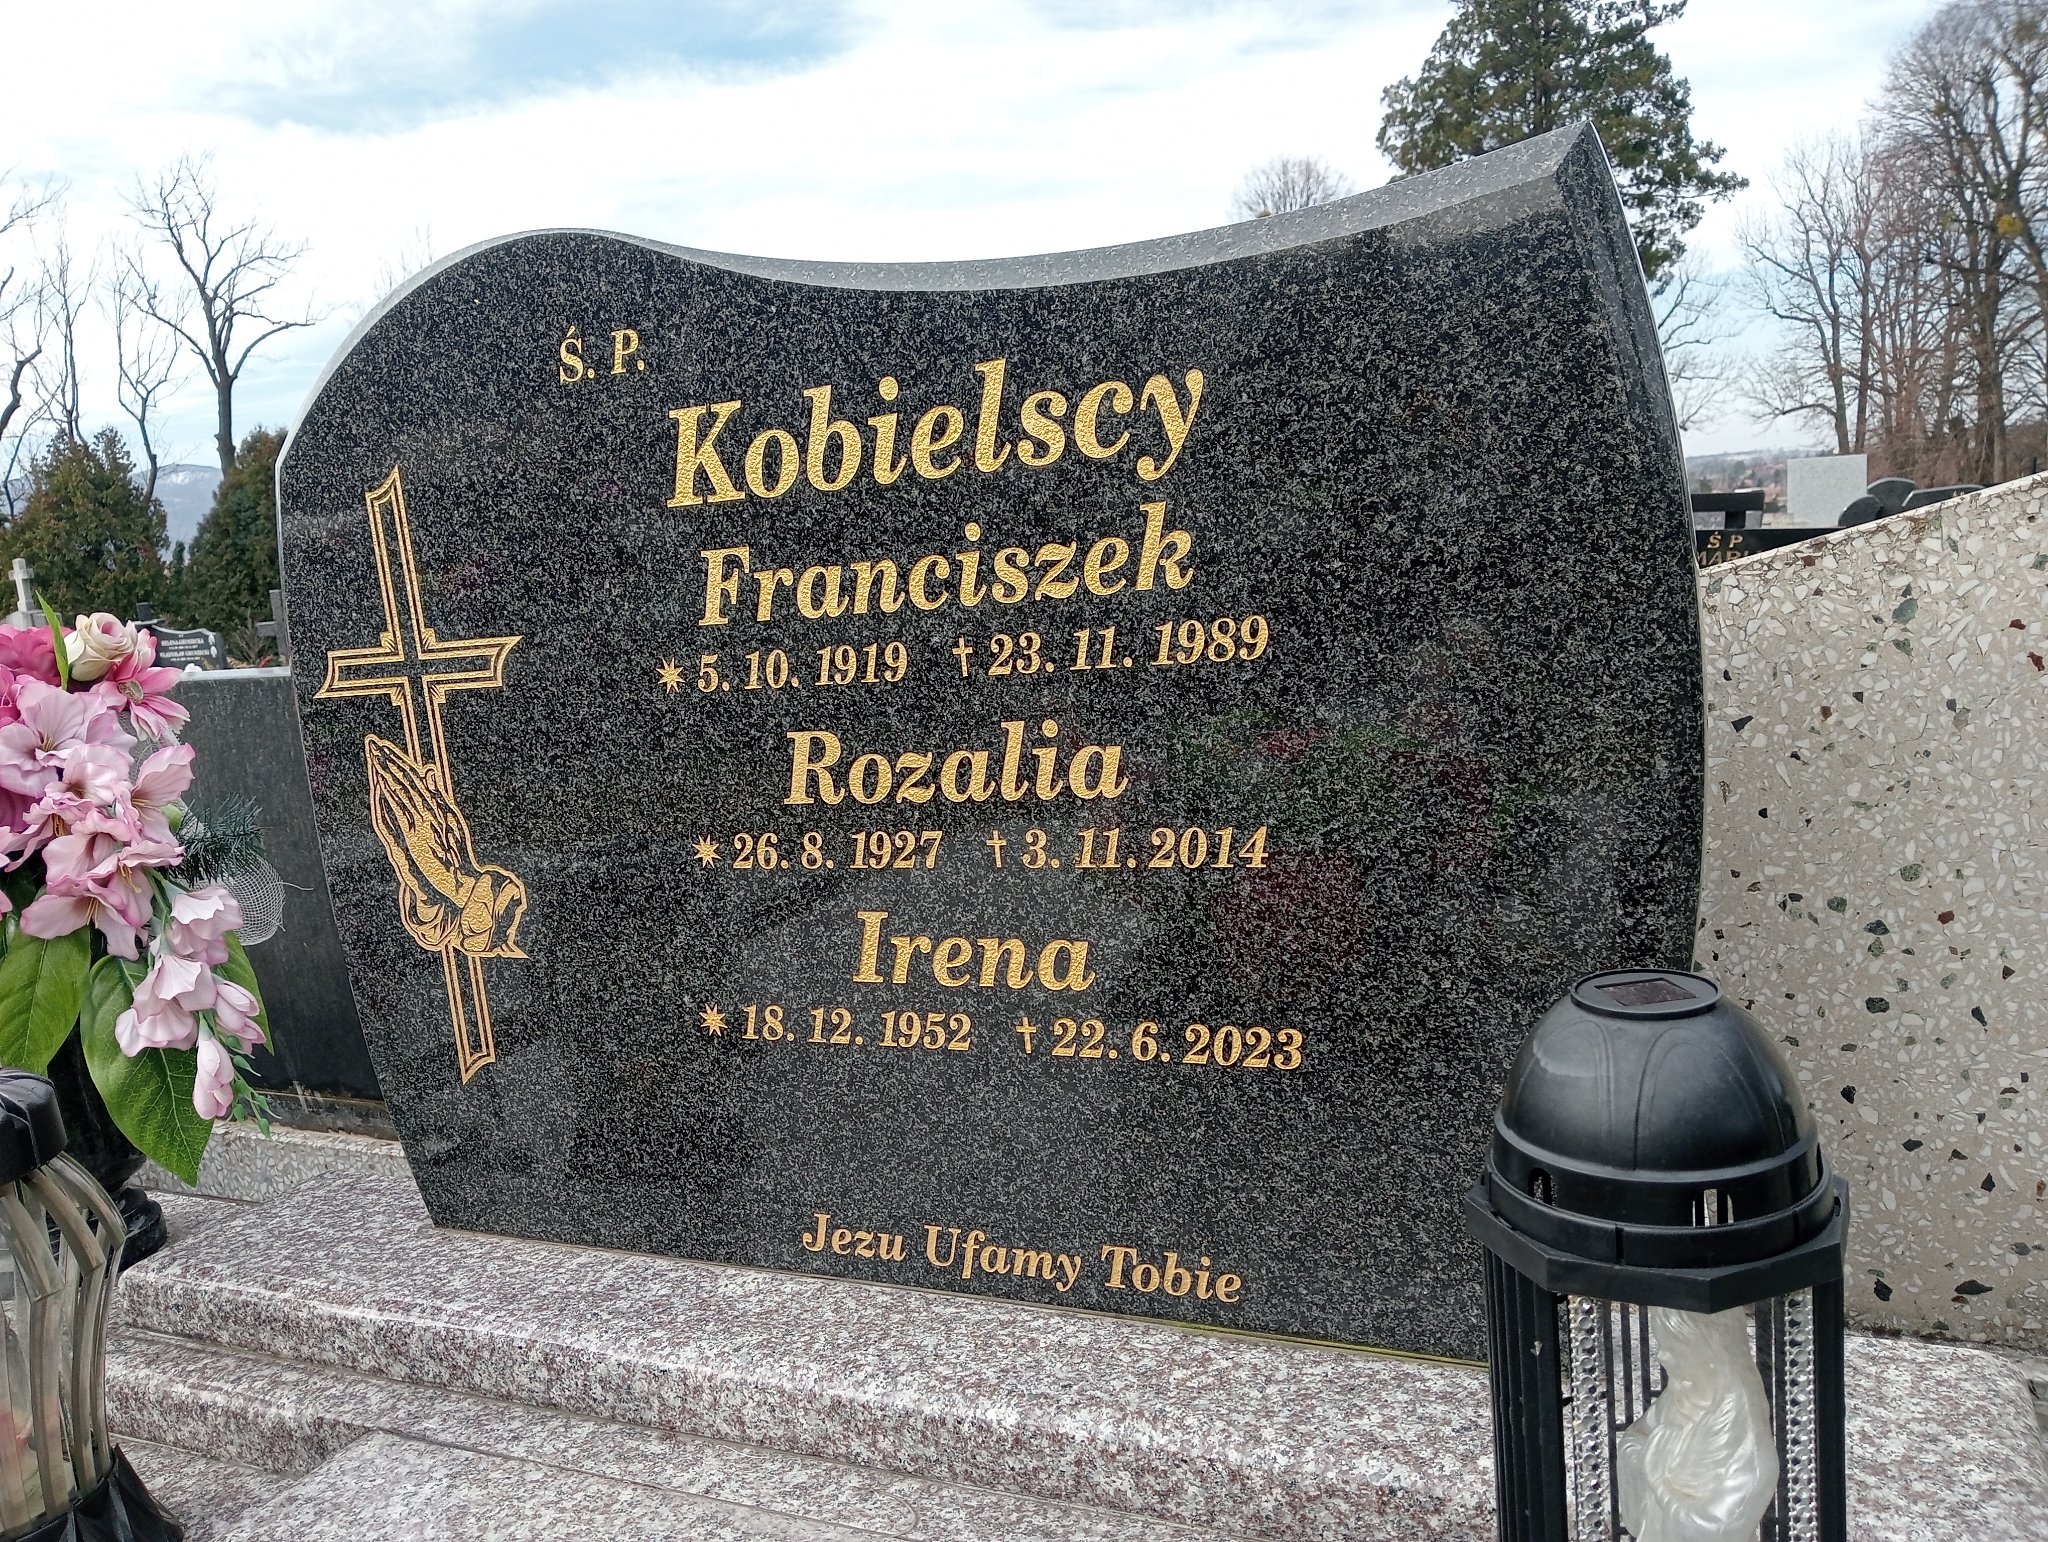 Ś. P.
Kobielscy
Franciszek
* 5. 10. 1919 † 23. 11. 1989
Rozalia
* 26. 8. 1927 † 3. 11. 2014
Irena
* 18. 12. 1952 † 22. 6. 2023
Jezu Ufamy Tobie
Ś P